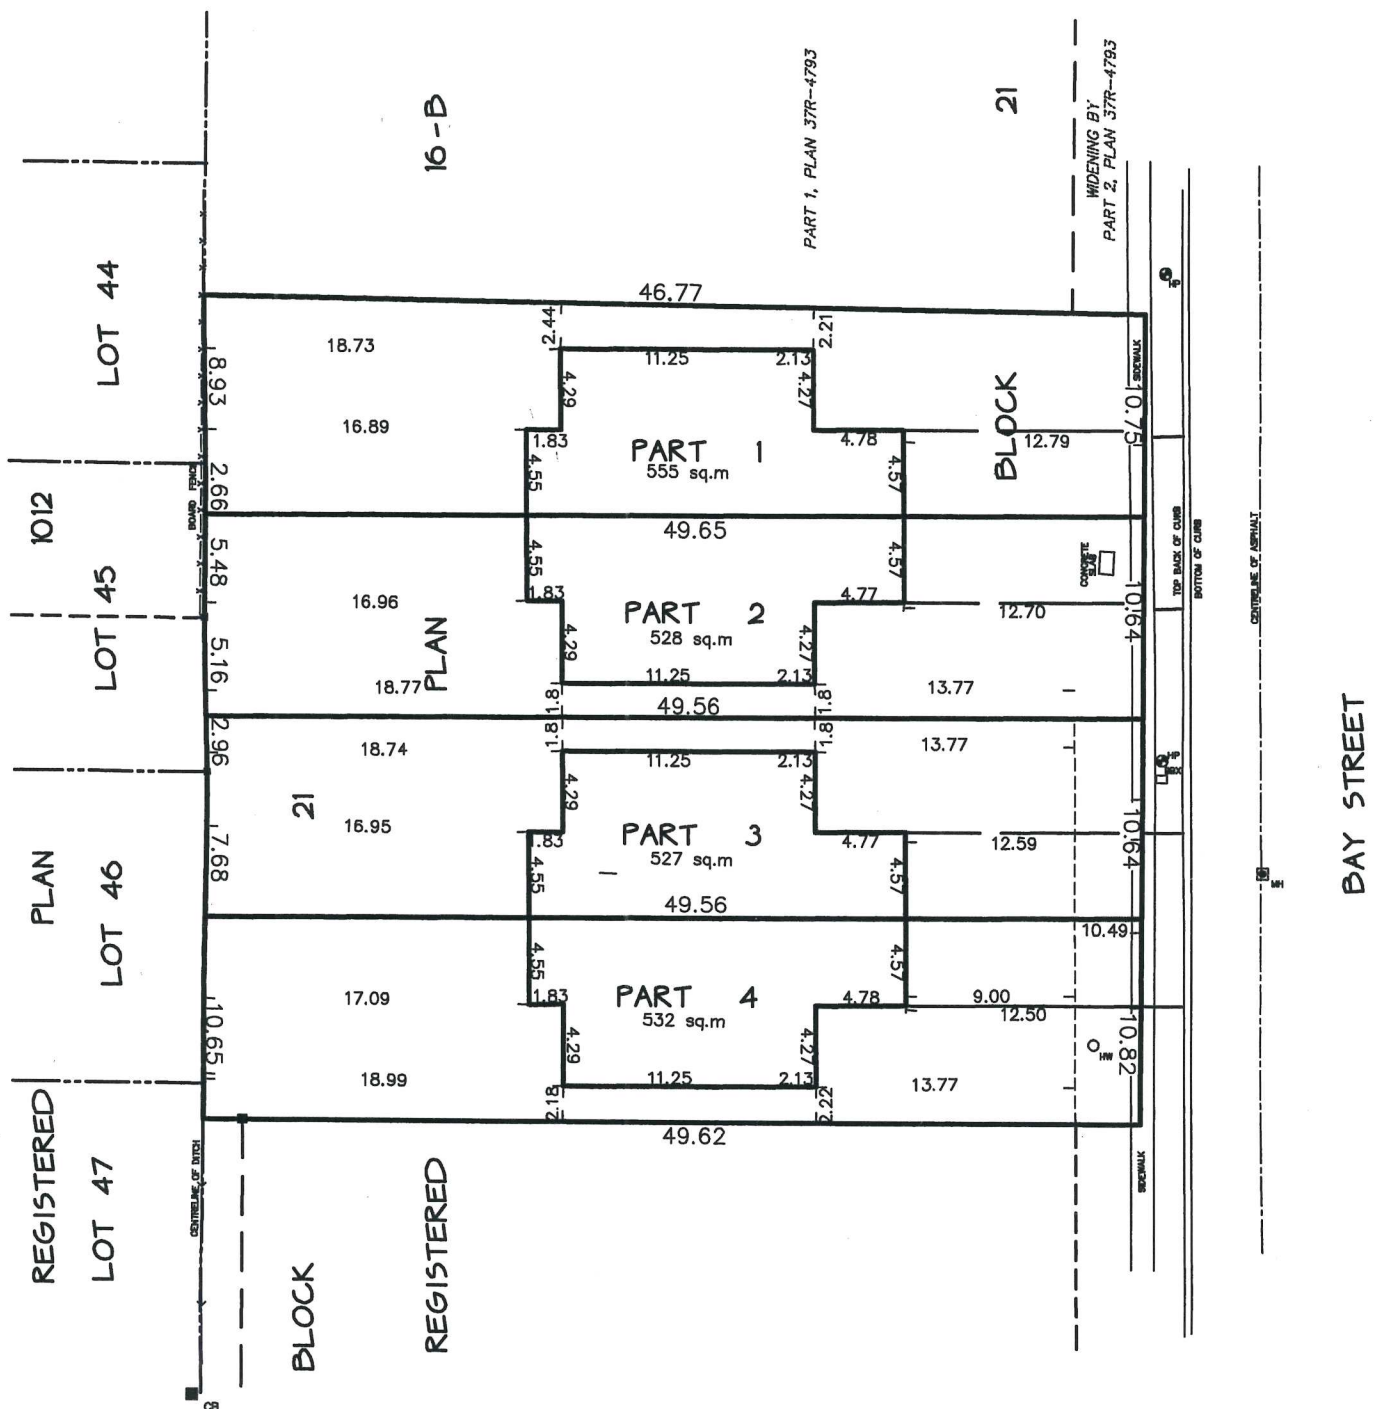 16-B
PART 1, PLAN 37R-4793
21
WIDENING BY
PART 2, PLAN 37R-4793
LOT 44
46.77
2.44
2.21
HP
18.73
11.25
2.13
SIDEWALK
8.93
4.29
4.27
BLOCK
10.75
16.89
1.83
PART 1
555 sq.m
4.78
12.79
1012
2.66
BOARD FENCE
4.55
4.57
49.65
TOP BACK OF CURB
BOTTOM OF CURB
CENTRELINE OF ASPHALT
LOT 45
5.48
4.55
4.57
CONCRETE
SLAB
16.96
1.83
PART 2
528 sq.m
4.77
12.70
10.64
5.16
PLAN
4.29
4.27
18.77
11.25
2.13
13.77
1.8
1.8
49.56
2.96
1.8
1.8
18.74
11.25
2.13
13.77
HP
BAY STREET
21
4.29
4.27
16.95
1.83
PART 3
527 sq.m
4.77
12.59
10.64
PLAN
LOT 46
7.68
4.55
4.57
MH
49.56
10.49
4.55
4.57
17.09
1.83
PART 4
532 sq.m
4.78
9.00
12.50
10.65
4.29
4.27
HW
10.82
18.99
11.25
2.13
13.77
2.18
2.22
49.62
REGISTERED
LOT 47
CENTRELINE OF DITCH
SIDEWALK
BLOCK
REGISTERED
CB